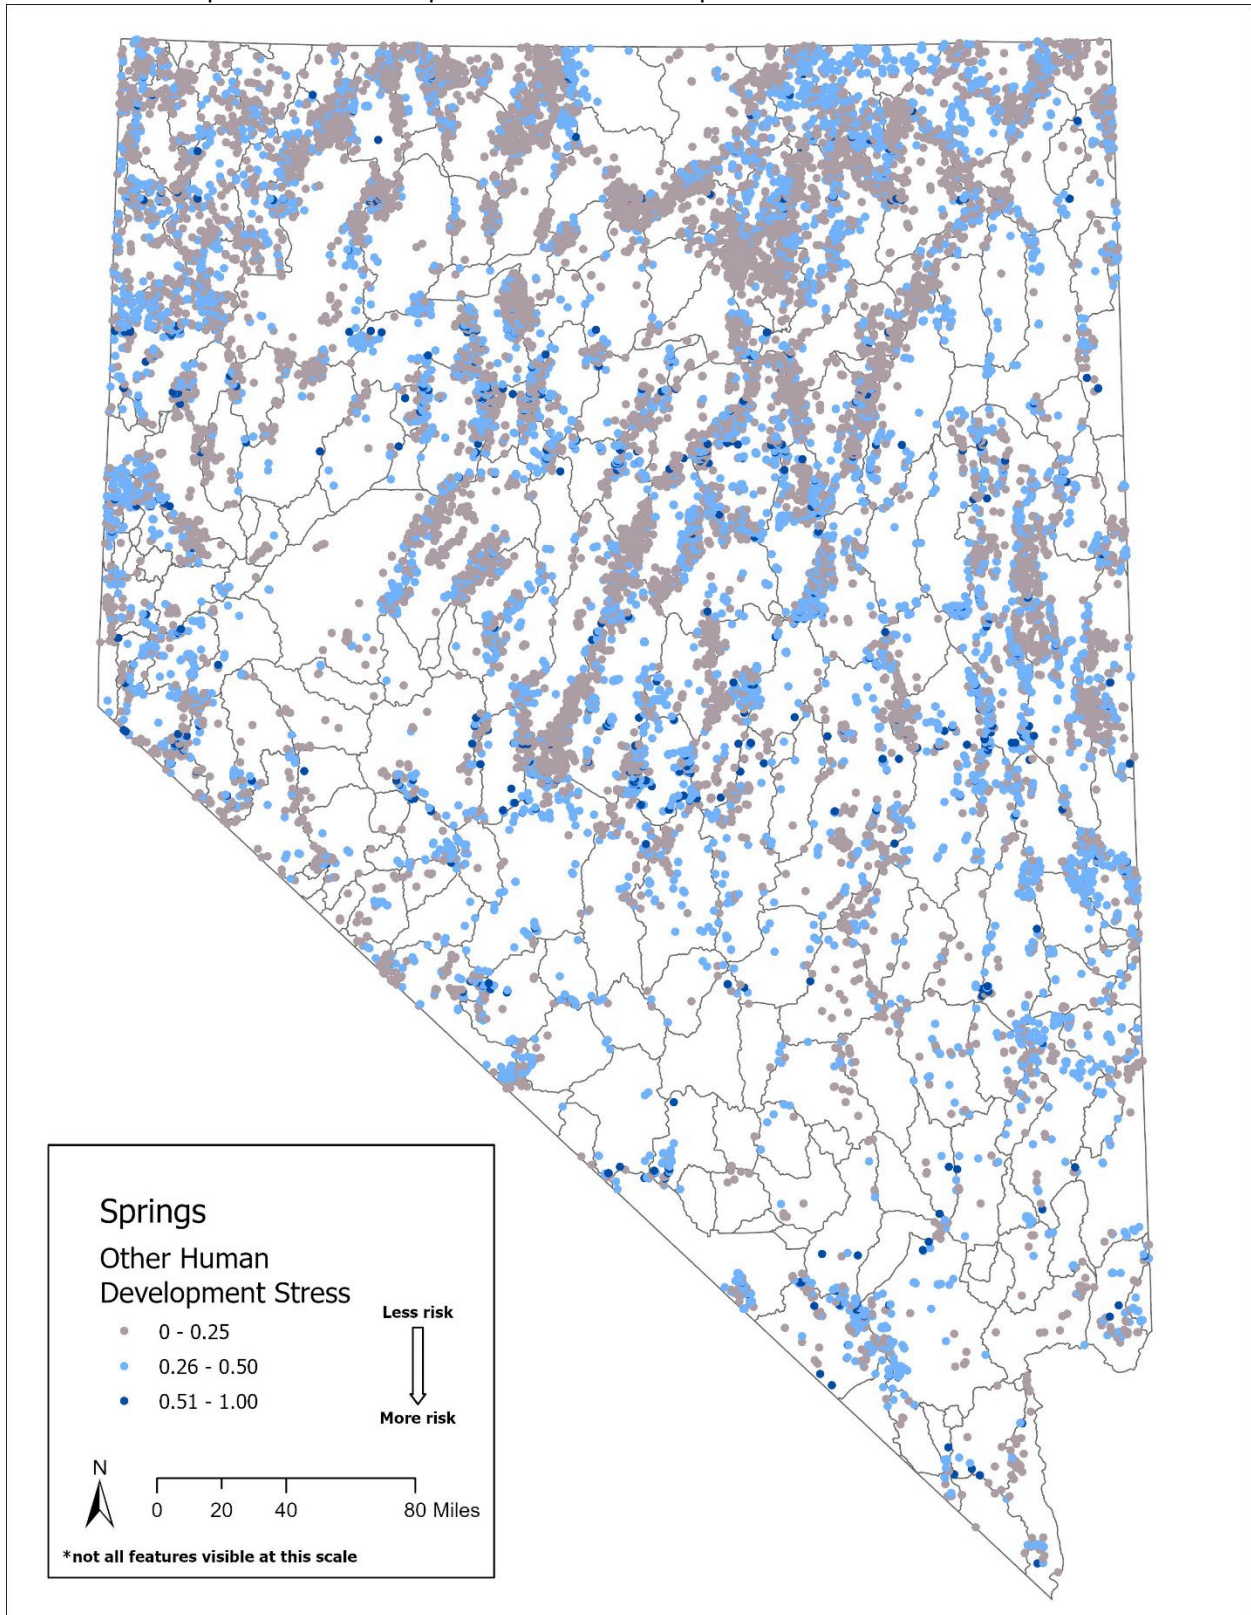 Springs
Other Human
Development Stress
Less risk
0 - 0.25
0.26 - 0.50
0.51 - 1.00
More risk
N
0 20 40 80 Miles
*not all features visible at this scale